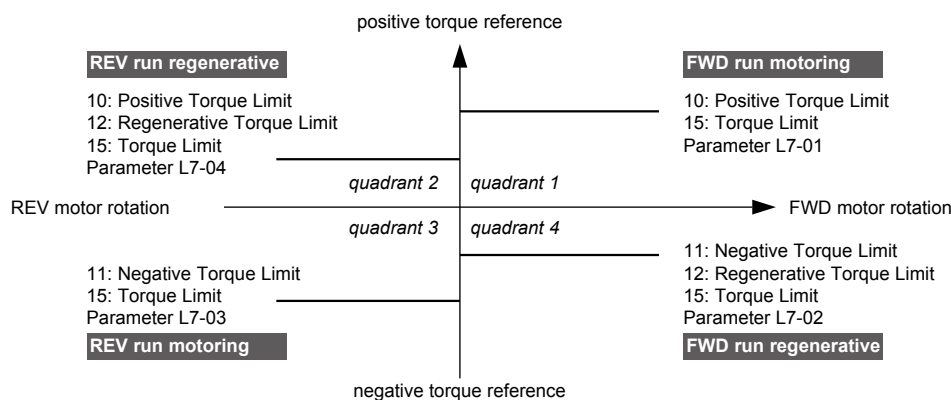 positive torque reference
REV run regenerative
10: Positive Torque Limit
12: Regenerative Torque Limit
15: Torque Limit
Parameter L7-04
FWD run motoring
10: Positive Torque Limit
15: Torque Limit
Parameter L7-01
quadrant 2
quadrant 1
REV motor rotation
FWD motor rotation
quadrant 3
quadrant 4
11: Negative Torque Limit
15: Torque Limit
Parameter L7-03
REV run motoring
11: Negative Torque Limit
12: Regenerative Torque Limit
15: Torque Limit
Parameter L7-02
FWD run regenerative
negative torque reference